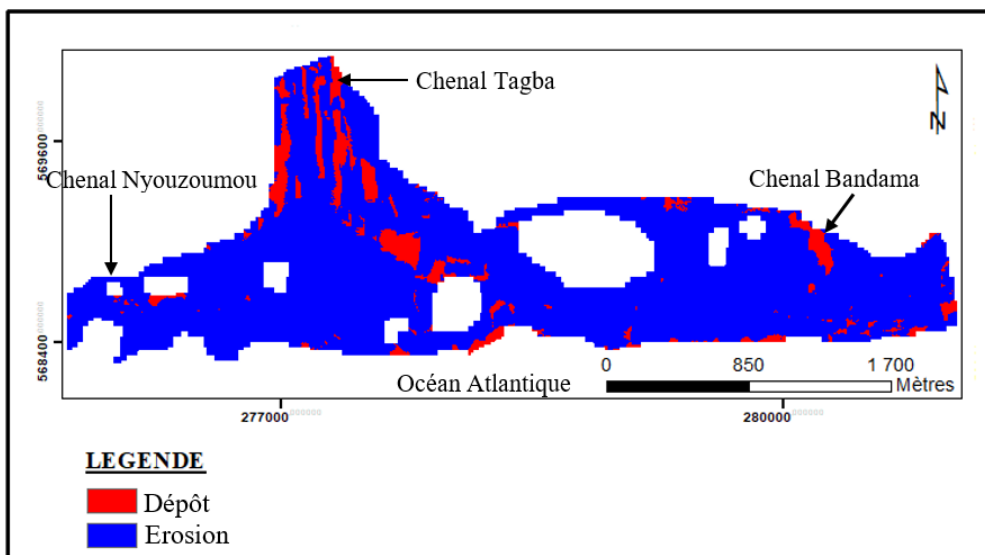 Chenal Tagba
N
569600
Chenal Nyouzoumou
Chenal Bandama
568400
0 850 1 700
Océan Atlantique
Mètres
277000
280000
LEGENDE
Dépôt
Erosion